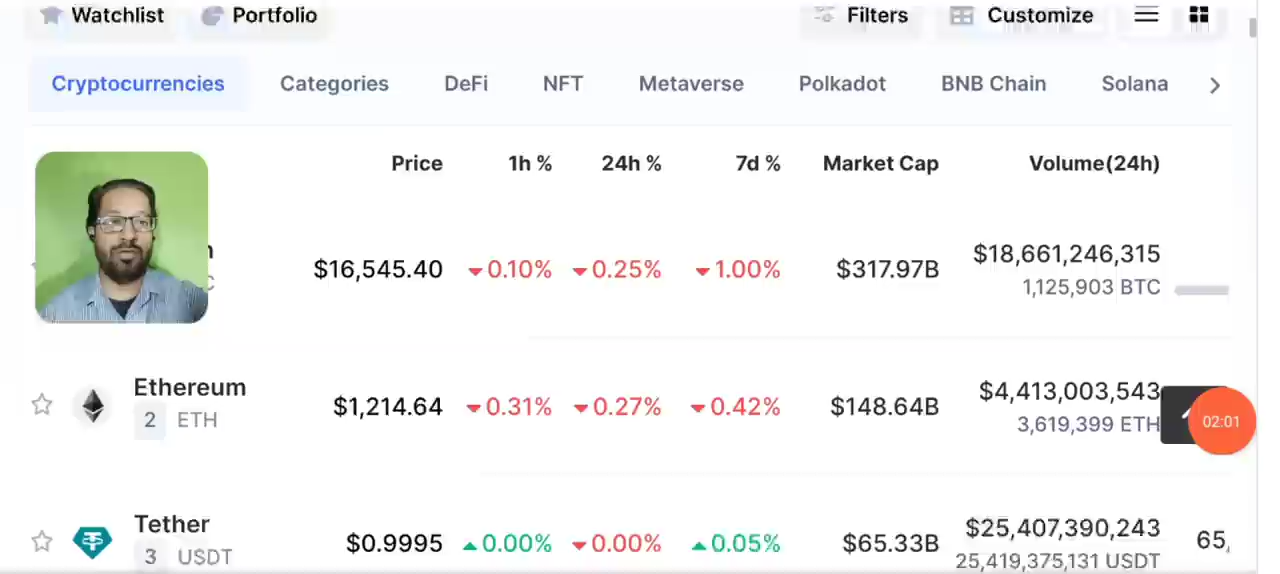 Watchlist Portfolio Filters Customize
Cryptocurrencies Categories DeFi NFT Metaverse Polkadot BNB Chain Solana
Price 1h % 24h % 7d % Market Cap Volume(24h)
$16,545.40 0.10% 0.25% 1.00% $317.97B $18,661,246,315
1,125,903 BTC
Ethereum
2 ETH
$1,214.64 0.31% 0.27% 0.42% $148.64B $4,413,003,543
3,619,399 ETH
02:01
Tether
3 USDT
$0.9995 0.00% 0.00% 0.05% $65.33B $25,407,390,243
25,419,375,131 USDT
65,